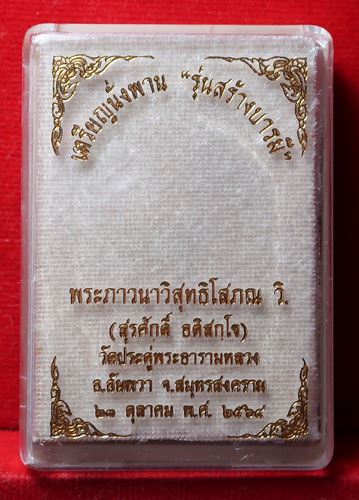 เหรียญนั่งพาน "รุ่นสร้างบารมี"
พระภาวนาวิสุทธิโสภณ วิ.
(สุรศักดิ์ อติสกฺโข)
วัดประดู่พระอารามหลวง
อ.อัมพวา จ.สมุทรสงคราม
๒๓ ตุลาคม พ.ศ. ๒๕๖๔